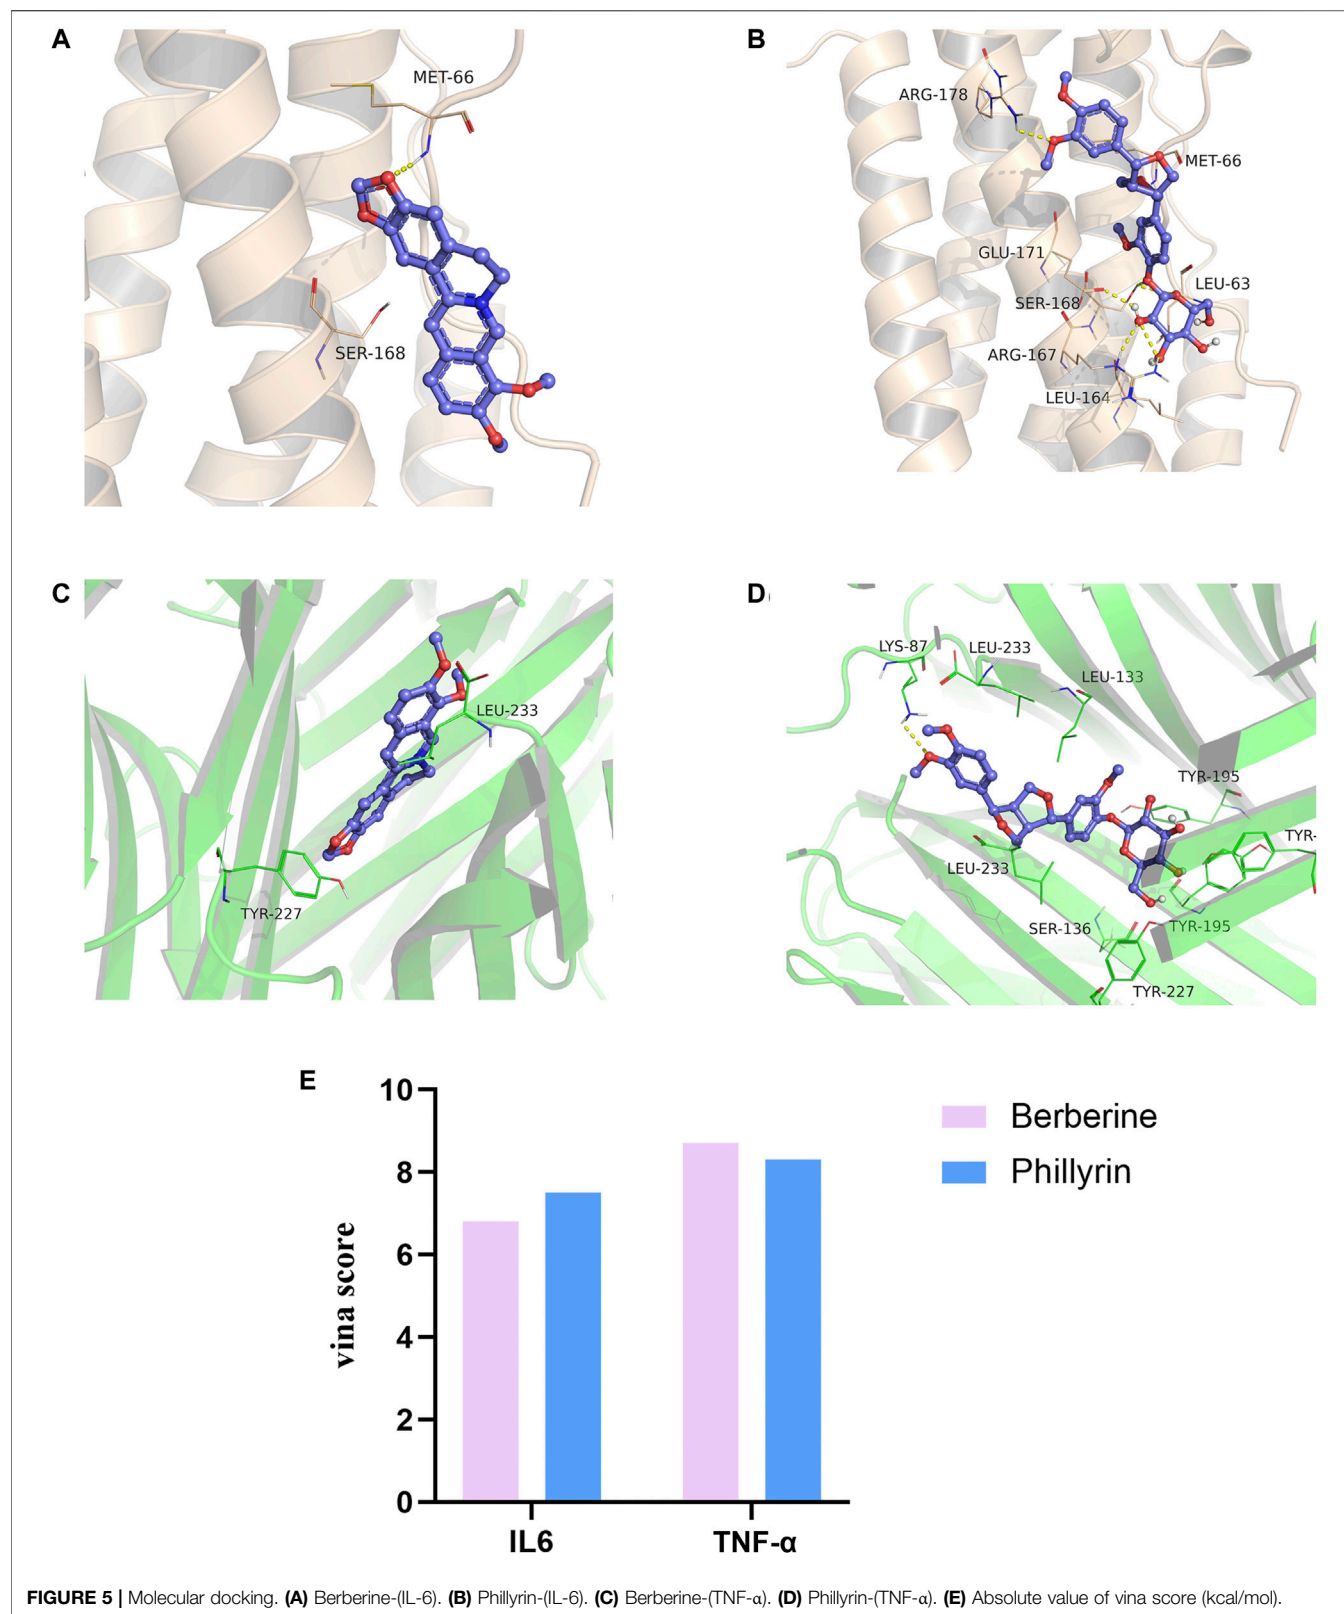 A
MET-66
SER-168
B
ARG-178
MET-66
GLU-171
LEU-63
SER-168
ARG-167
LEU-164
C
LEU-233
TYR-227
D
LYS-87
LEU-233
LEU-133
TYR-195
TYR-
LEU-233
SER-136
TYR-195
TYR-227
E
10
8
6
4
2
0
vina score
IL6
TNF-α
Berberine
Phillyrin
FIGURE 5 | Molecular docking. (A) Berberine-(IL-6). (B) Phillyrin-(IL-6). (C) Berberine-(TNF-α). (D) Phillyrin-(TNF-α). (E) Absolute value of vina score (kcal/mol).